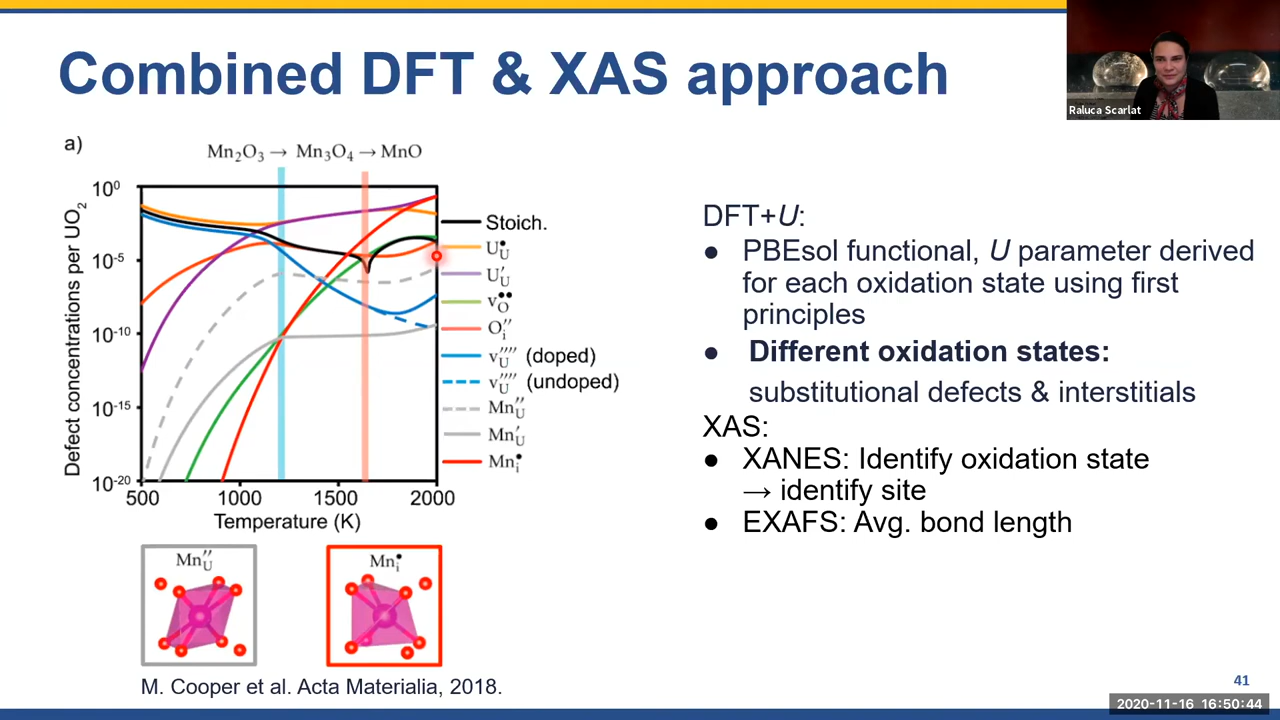 Combined DFT & XAS approach
Raluca Scarlat
a)
Mn₂O₃ → Mn₃O₄ → MnO
Defect concentrations per UO₂
10⁰
10⁻⁵
10⁻¹⁰
10⁻¹⁵
10⁻²⁰
500 1000 1500 2000
Temperature (K)
Stoich.
U•U
U′U
v••O
O′′i
v′′′′U (doped)
v′′′′U (undoped)
Mn′′U
Mn′U
Mn•i
Mn′′U
Mn•i
M. Cooper et al. Acta Materialia, 2018.
DFT+U:
● PBEsol functional, U parameter derived
for each oxidation state using first
principles
● Different oxidation states:
substitutional defects & interstitials
XAS:
● XANES: Identify oxidation state
→ identify site
● EXAFS: Avg. bond length
41
2020-11-16 16:50:44